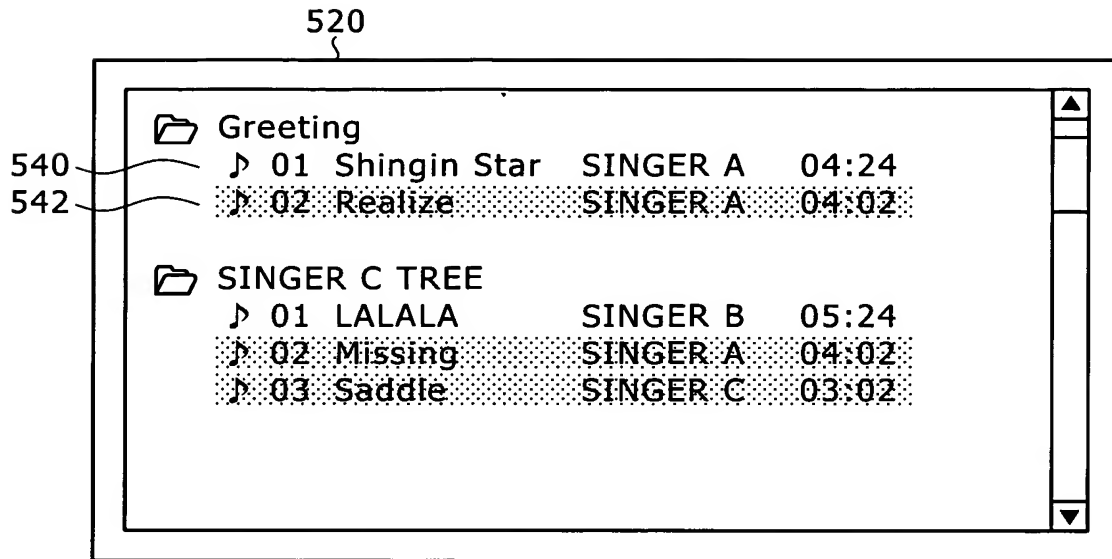 520
Greeting
540 ♪ 01 Shingin Star SINGER A 04:24
542 ♪ 02 Realize SINGER A 04:02
SINGER C TREE
♪ 01 LALALA SINGER B 05:24
♪ 02 Missing SINGER A 04:02
♪ 03 Saddle SINGER C 03:02